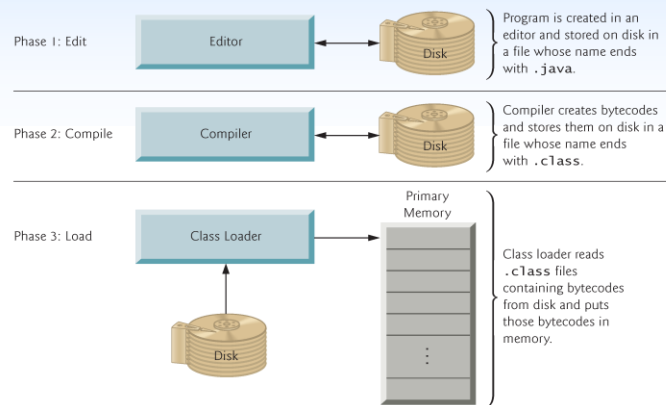 Phase 1: Edit
Editor
Disk
Program is created in an
editor and stored on disk in
a file whose name ends
with .java.
Phase 2: Compile
Compiler
Disk
Compiler creates bytecodes
and stores them on disk in a
file whose name ends
with .class.
Primary
Memory
Phase 3: Load
Class Loader
Disk
Class loader reads
.class files
containing bytecodes
from disk and puts
those bytecodes in
memory.